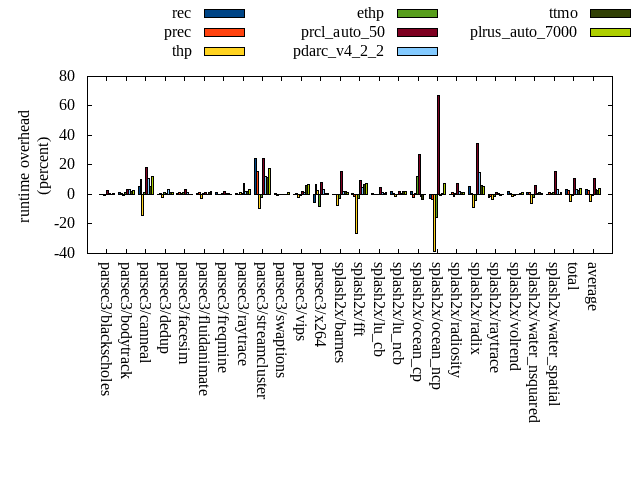 rec ethp ttmo
prec prcl_auto_50 plrus_auto_7000
thp pdarc_v4_2_2
80
60
40
20
0
-20
-40
runtime overhead
(percent)
parsec3/blackscholes
parsec3/bodytrack
parsec3/canneal
parsec3/dedup
parsec3/facesim
parsec3/fluidanimate
parsec3/freqmine
parsec3/raytrace
parsec3/streamcluster
parsec3/swaptions
parsec3/vips
parsec3/x264
splash2x/barnes
splash2x/fft
splash2x/lu_cb
splash2x/lu_ncb
splash2x/ocean_cp
splash2x/ocean_ncp
splash2x/radiosity
splash2x/radix
splash2x/raytrace
splash2x/volrend
splash2x/water_nsquared
splash2x/water_spatial
total
average